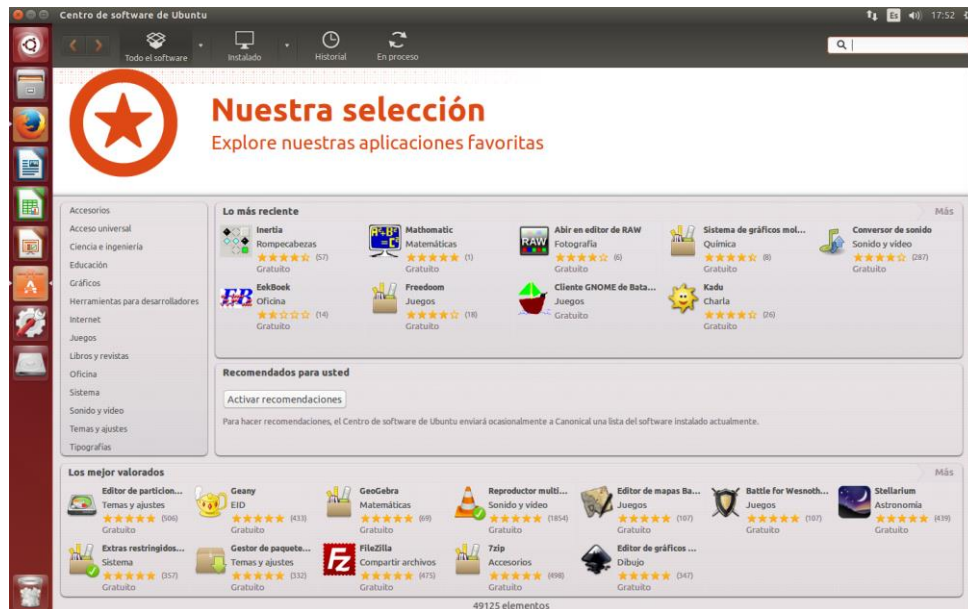 Centro de software de Ubuntu
Es
17:52
Todo el software
Instalado
Historial
En proceso
Nuestra selección
Explore nuestras aplicaciones favoritas
Accesorios
Acceso universal
Ciencia e ingeniería
Educación
Gráficos
Herramientas para desarrolladores
Internet
Juegos
Libros y revistas
Oficina
Sistema
Sonido y vídeo
Temas y ajustes
Tipografías
Lo más reciente
Más
Inertia
Rompecabezas
(57)
Gratuito
Mathomatic
Matemáticas
(1)
Gratuito
RAW
Abrir en editor de RAW
Fotografía
(6)
Gratuito
Sistema de gráficos mol...
Química
(8)
Gratuito
Conversor de sonido
Sonido y vídeo
(287)
Gratuito
EekBoek
Oficina
(14)
Gratuito
Freedoom
Juegos
(18)
Gratuito
Cliente GNOME de Bata...
Juegos
Gratuito
Kadu
Charla
(26)
Gratuito
Recomendados para usted
Activar recomendaciones
Para hacer recomendaciones, el Centro de software de Ubuntu enviará ocasionalmente a Canonical una lista del software instalado actualmente.
Los mejor valorados
Más
Editor de particion...
Temas y ajustes
(506)
Gratuito
Geany
EID
(433)
Gratuito
GeoGebra
Matemáticas
(69)
Gratuito
Reproductor multi...
Sonido y vídeo
(1854)
Gratuito
Editor de mapas Ba...
Juegos
(107)
Gratuito
Battle for Wesnoth...
Juegos
(107)
Gratuito
Stellarium
Astronomía
(439)
Gratuito
Extras restringidos...
Sistema
(357)
Gratuito
Gestor de paquete...
Temas y ajustes
(332)
Gratuito
Fz
FileZilla
Compartir archivos
(475)
Gratuito
7zip
Accesorios
(498)
Gratuito
Editor de gráficos ...
Dibujo
(347)
Gratuito
49125 elementos